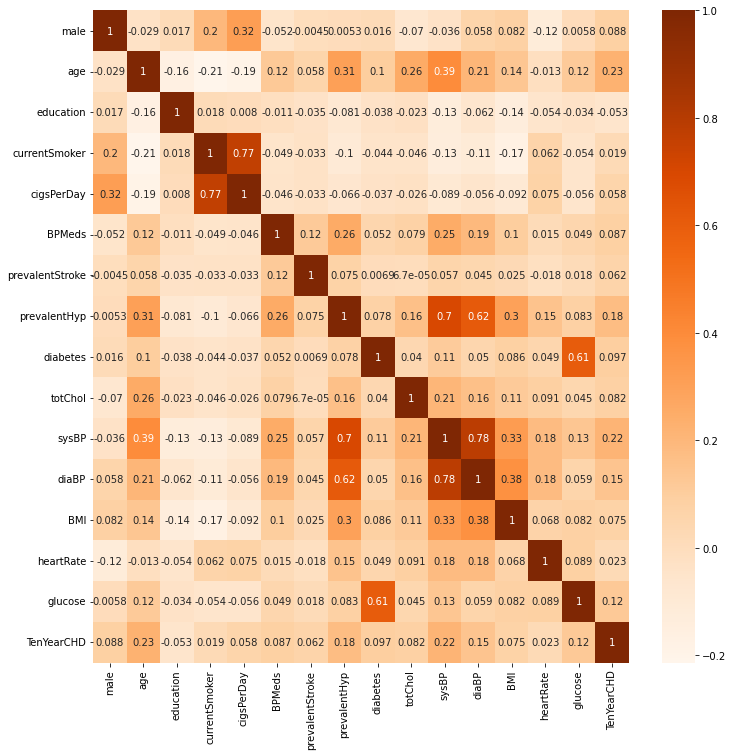 male 1 -0.029 0.017 0.2 0.32 -0.052 -0.0045 0.0053 0.016 -0.07 -0.036 0.058 0.082 -0.12 0.0058 0.088
age -0.029 1 -0.16 -0.21 -0.19 0.12 0.058 0.31 0.1 0.26 0.39 0.21 0.14 -0.013 0.12 0.23
education 0.017 -0.16 1 0.018 0.008 -0.011 -0.035 -0.081 -0.038 -0.023 -0.13 -0.062 -0.14 -0.054 -0.034 -0.053
currentSmoker 0.2 -0.21 0.018 1 0.77 -0.049 -0.033 -0.1 -0.044 -0.046 -0.13 -0.11 -0.17 0.062 -0.054 0.019
cigsPerDay 0.32 -0.19 0.008 0.77 1 -0.046 -0.033 -0.066 -0.037 -0.026 -0.089 -0.056 -0.092 0.075 -0.056 0.058
BPMeds -0.052 0.12 -0.011 -0.049 -0.046 1 0.12 0.26 0.052 0.079 0.25 0.19 0.1 0.015 0.049 0.087
prevalentStroke -0.0045 0.058 -0.035 -0.033 -0.033 0.12 1 0.075 0.0069 6.7e-05 0.057 0.045 0.025 -0.018 0.018 0.062
prevalentHyp 0.0053 0.31 -0.081 -0.1 -0.066 0.26 0.075 1 0.078 0.16 0.7 0.62 0.3 0.15 0.083 0.18
diabetes 0.016 0.1 -0.038 -0.044 -0.037 0.052 0.0069 0.078 1 0.04 0.11 0.05 0.086 0.049 0.61 0.097
totChol -0.07 0.26 -0.023 -0.046 -0.026 0.079 6.7e-05 0.16 0.04 1 0.21 0.16 0.11 0.091 0.045 0.082
sysBP -0.036 0.39 -0.13 -0.13 -0.089 0.25 0.057 0.7 0.11 0.21 1 0.78 0.33 0.18 0.13 0.22
diaBP 0.058 0.21 -0.062 -0.11 -0.056 0.19 0.045 0.62 0.05 0.16 0.78 1 0.38 0.18 0.059 0.15
BMI 0.082 0.14 -0.14 -0.17 -0.092 0.1 0.025 0.3 0.086 0.11 0.33 0.38 1 0.068 0.082 0.075
heartRate -0.12 -0.013 -0.054 0.062 0.075 0.015 -0.018 0.15 0.049 0.091 0.18 0.18 0.068 1 0.089 0.023
glucose 0.0058 0.12 -0.034 -0.054 -0.056 0.049 0.018 0.083 0.61 0.045 0.13 0.059 0.082 0.089 1 0.12
TenYearCHD 0.088 0.23 -0.053 0.019 0.058 0.087 0.062 0.18 0.097 0.082 0.22 0.15 0.075 0.023 0.12 1
male age education currentSmoker cigsPerDay BPMeds prevalentStroke prevalentHyp diabetes totChol sysBP diaBP BMI heartRate glucose TenYearCHD
1.0
0.8
0.6
0.4
0.2
0.0
−0.2